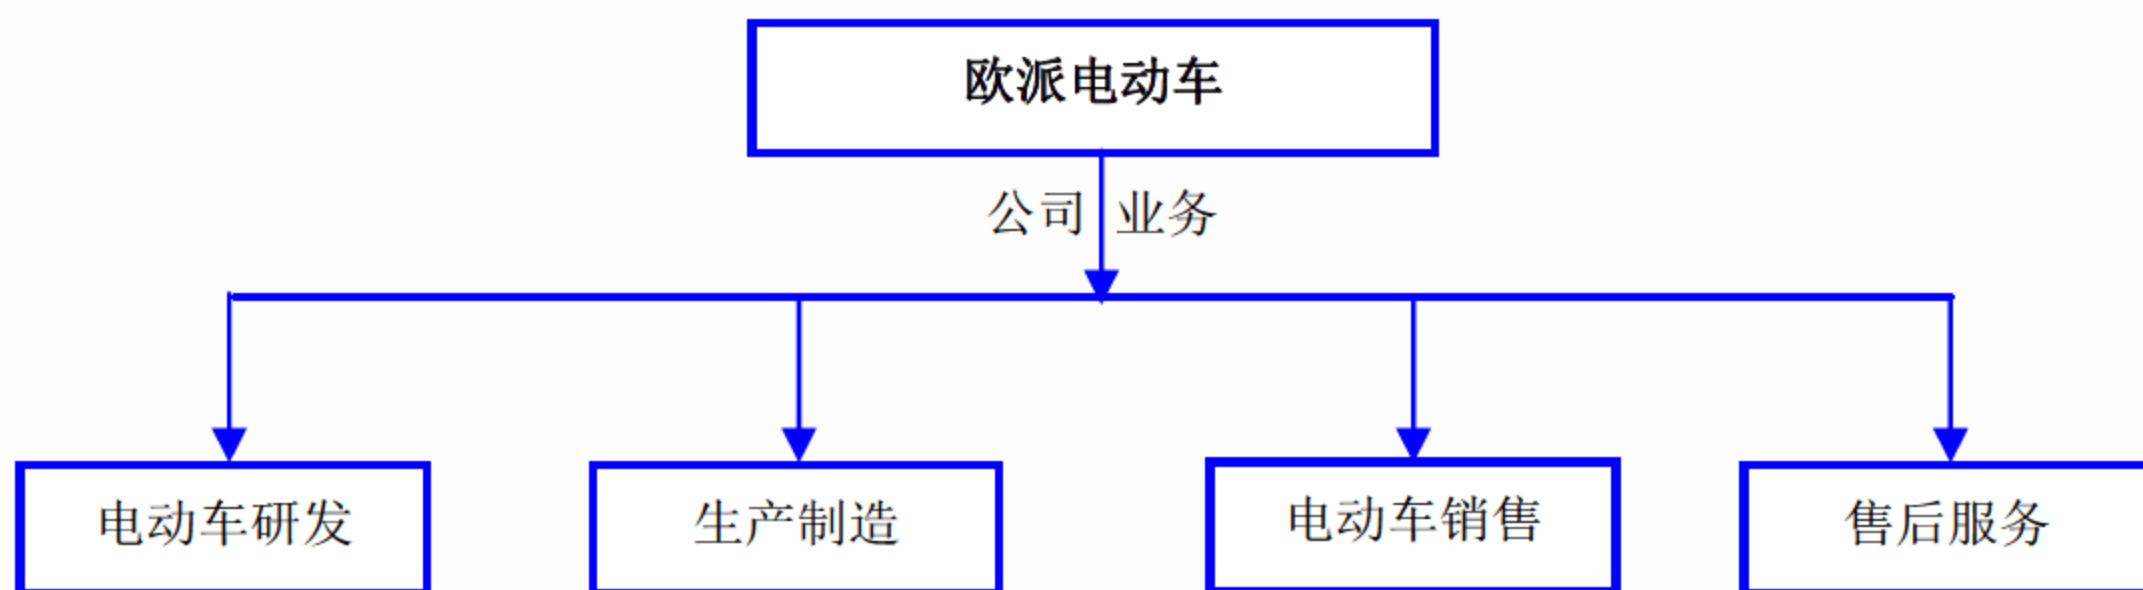 欧派电动车
公司 业务
电动车研发
生产制造
电动车销售
售后服务